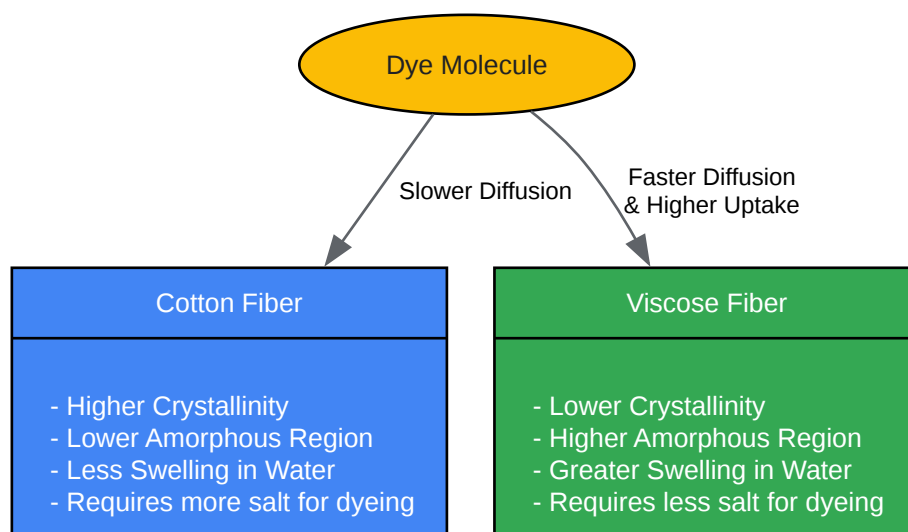 Dye Molecule
Slower Diffusion
Faster Diffusion
& Higher Uptake
Cotton Fiber
- Higher Crystallinity
- Lower Amorphous Region
- Less Swelling in Water
- Requires more salt for dyeing
Viscose Fiber
- Lower Crystallinity
- Higher Amorphous Region
- Greater Swelling in Water
- Requires less salt for dyeing